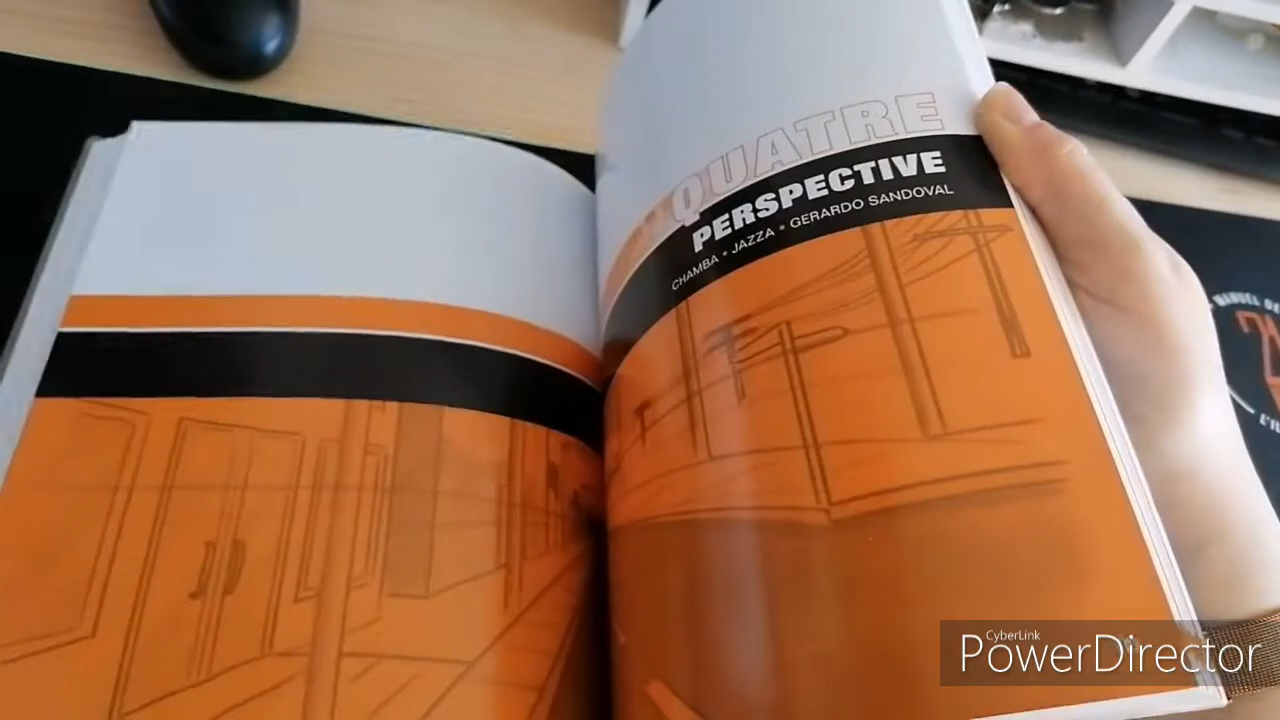 QUATRE
PERSPECTIVE
CHAMBA • JAZZA • GERARDO SANDOVAL
CyberLink
PowerDirector